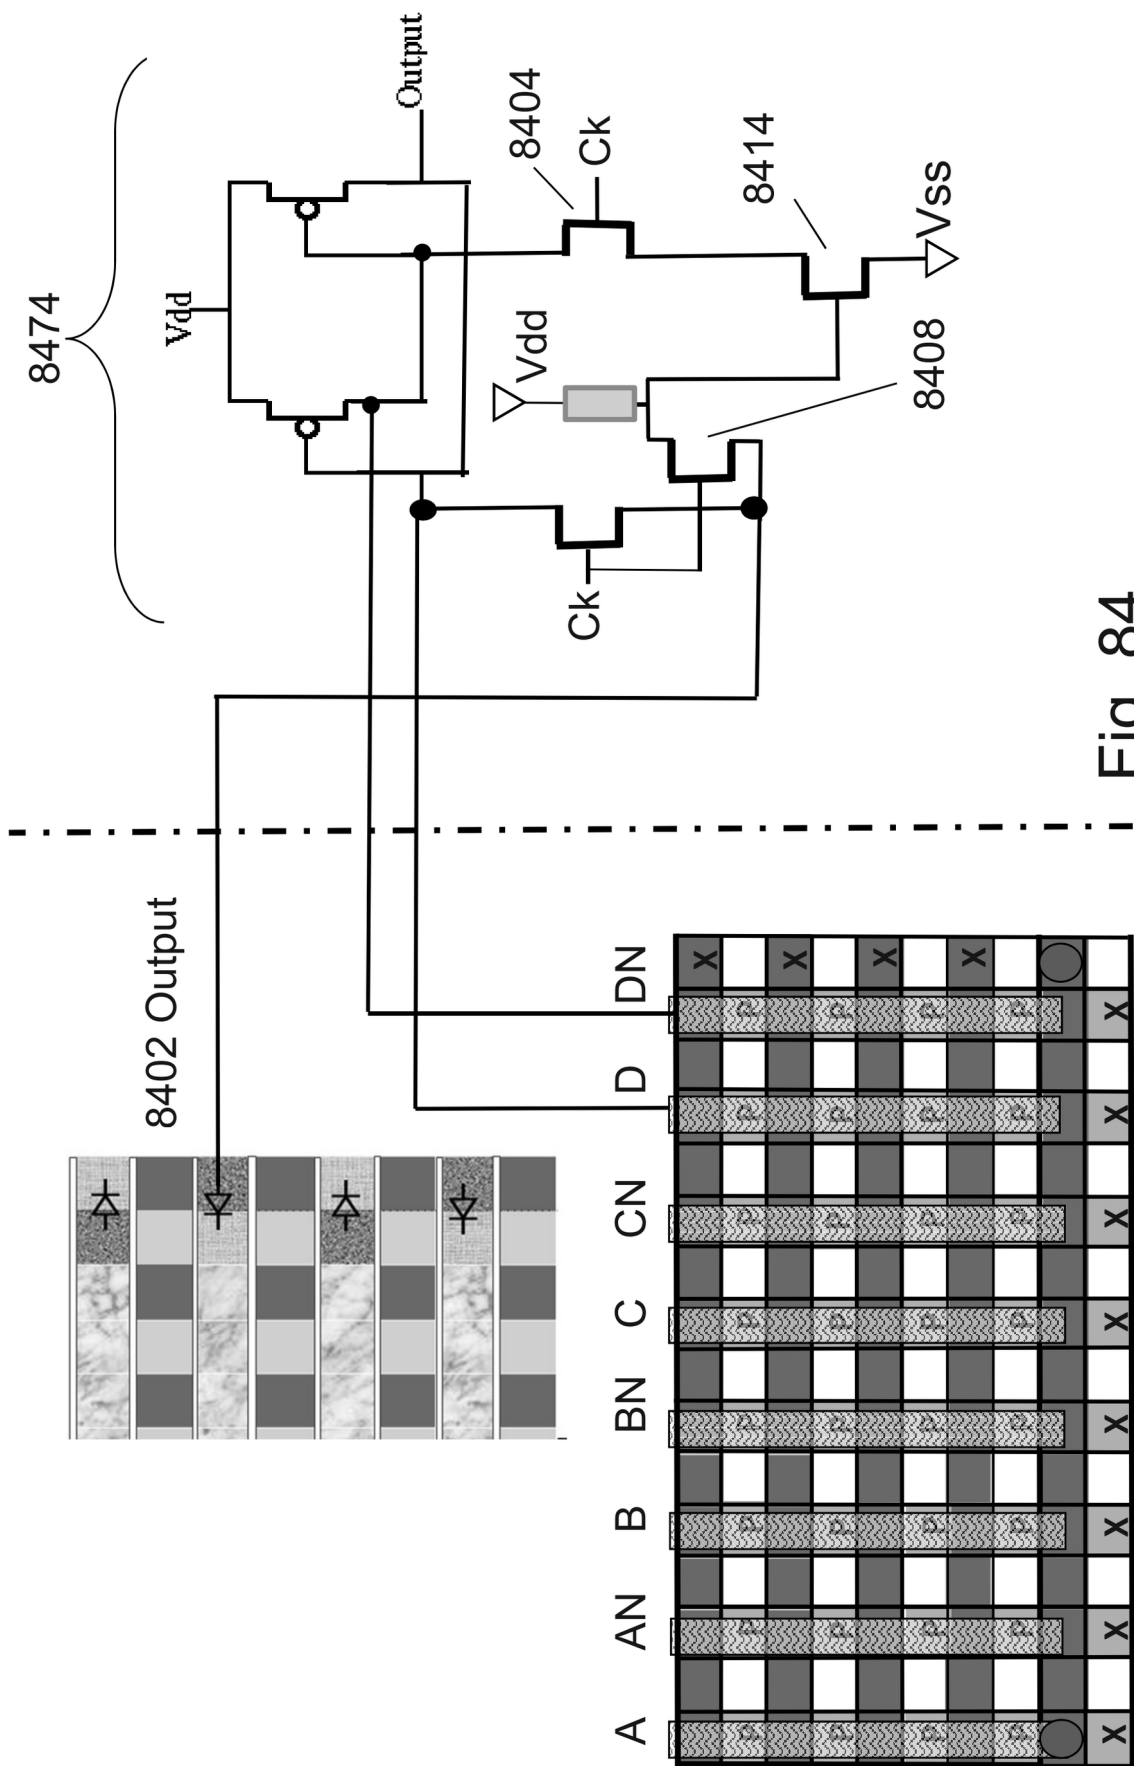 8474
Vdd
Output
8404
Ck
8414
Vss
Vdd
8408
Ck
Fig 84
8402 Output
A AN B BN C CN D DN
X X X X
P P P P P P P P
P P P P P P P P
P P P P P P P P
P P P P P P P P
X X X X X X X X